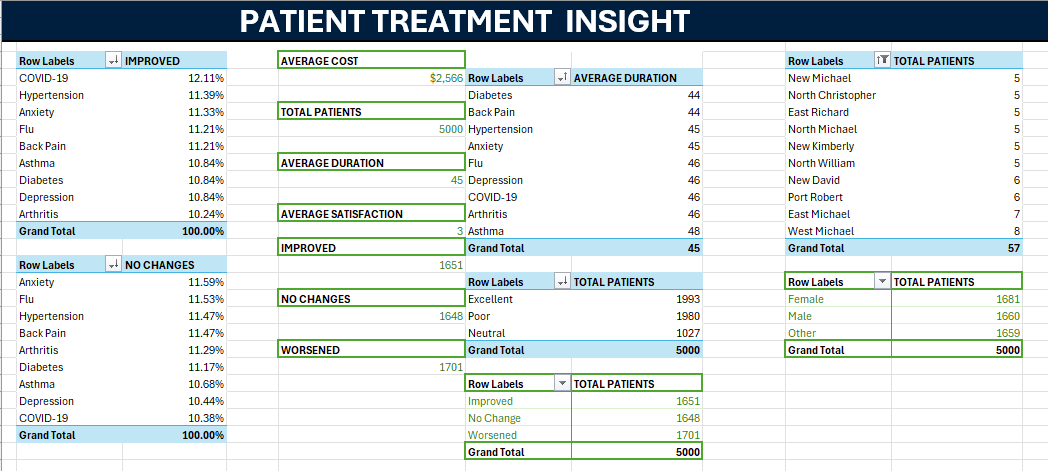 PATIENT TREATMENT INSIGHT
Row Labels IMPROVED
COVID-19 12.11%
Hypertension 11.39%
Anxiety 11.33%
Flu 11.21%
Back Pain 11.21%
Asthma 10.84%
Diabetes 10.84%
Depression 10.84%
Arthritis 10.24%
Grand Total 100.00%
Row Labels NO CHANGES
Anxiety 11.59%
Flu 11.53%
Hypertension 11.47%
Back Pain 11.47%
Arthritis 11.29%
Diabetes 11.17%
Asthma 10.68%
Depression 10.44%
COVID-19 10.38%
Grand Total 100.00%
AVERAGE COST
$2,566
TOTAL PATIENTS
5000
AVERAGE DURATION
45
AVERAGE SATISFACTION
3
IMPROVED
1651
NO CHANGES
1648
WORSENED
1701
Row Labels AVERAGE DURATION
Diabetes 44
Back Pain 44
Hypertension 45
Anxiety 45
Flu 46
Depression 46
COVID-19 46
Arthritis 46
Asthma 48
Grand Total 45
Row Labels TOTAL PATIENTS
Excellent 1993
Poor 1980
Neutral 1027
Grand Total 5000
Row Labels TOTAL PATIENTS
Improved 1651
No Change 1648
Worsened 1701
Grand Total 5000
Row Labels TOTAL PATIENTS
New Michael 5
North Christopher 5
East Richard 5
North Michael 5
New Kimberly 5
North William 5
New David 6
Port Robert 6
East Michael 7
West Michael 8
Grand Total 57
Row Labels TOTAL PATIENTS
Female 1681
Male 1660
Other 1659
Grand Total 5000